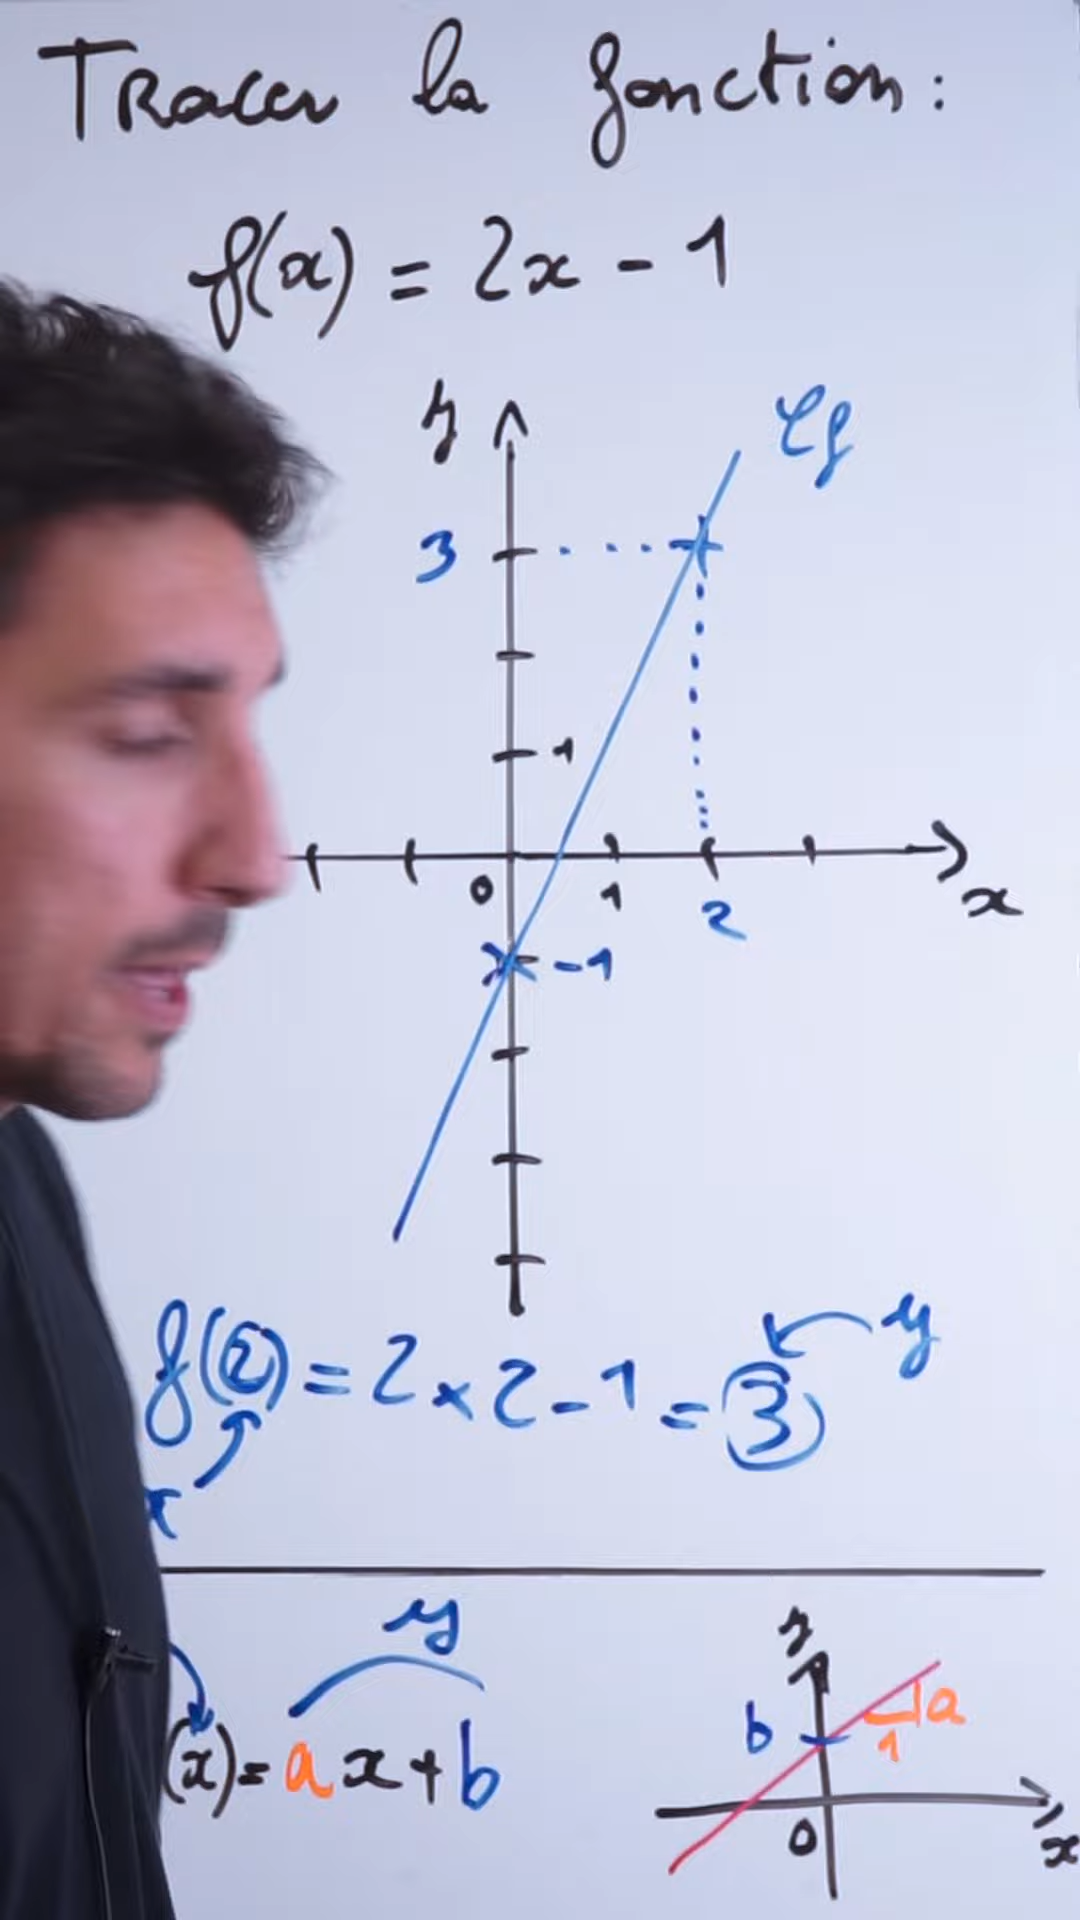 Tracer la fonction :
f(x) = 2x - 1
y
Cf
3
1
0
1
2
x
-1
f(2) = 2 × 2 - 1 = 3
y
x
y
(x) = ax + b
y
b
a
1
0
x